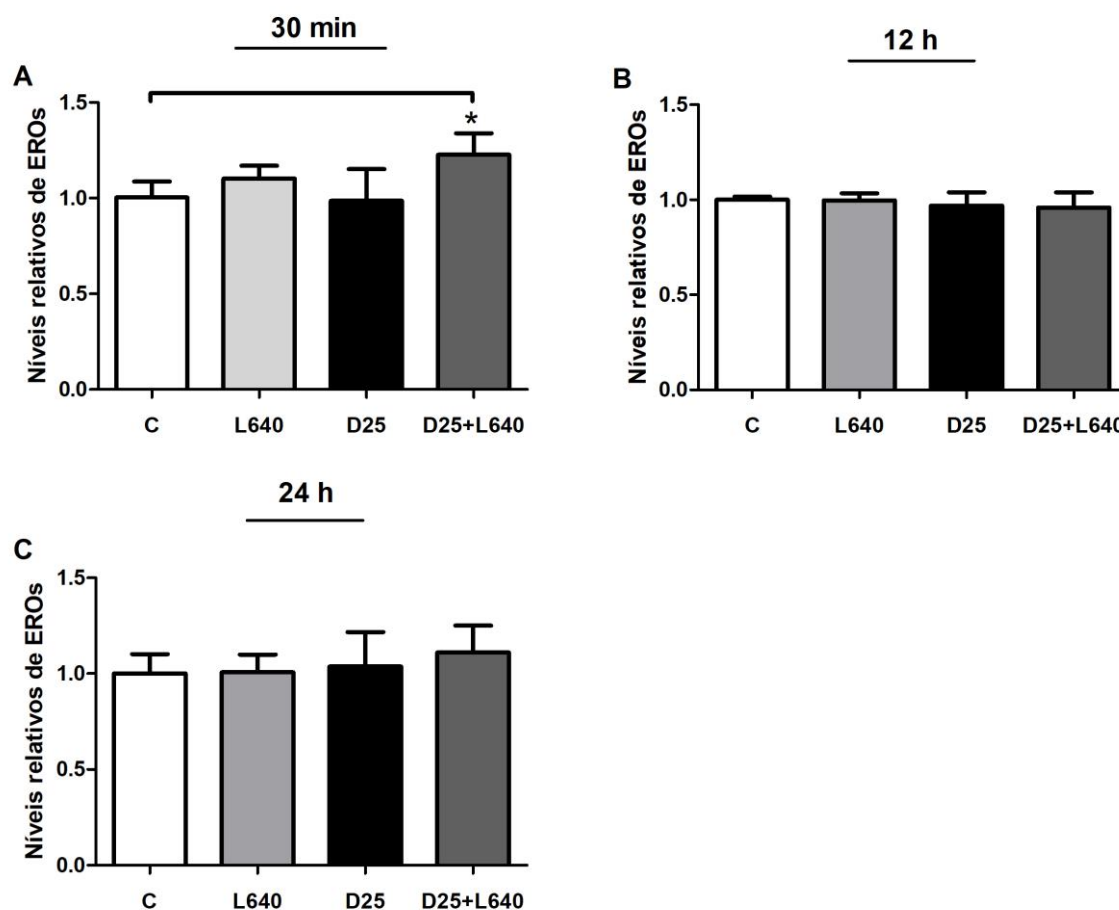 30 min
A
Níveis relativos de EROs
1.5
1.0
0.5
0.0
*
C L640 D25 D25+L640
12 h
B
Níveis relativos de EROs
1.5
1.0
0.5
0.0
C L640 D25 D25+L640
24 h
C
Níveis relativos de EROs
1.5
1.0
0.5
0.0
C L640 D25 D25+L640